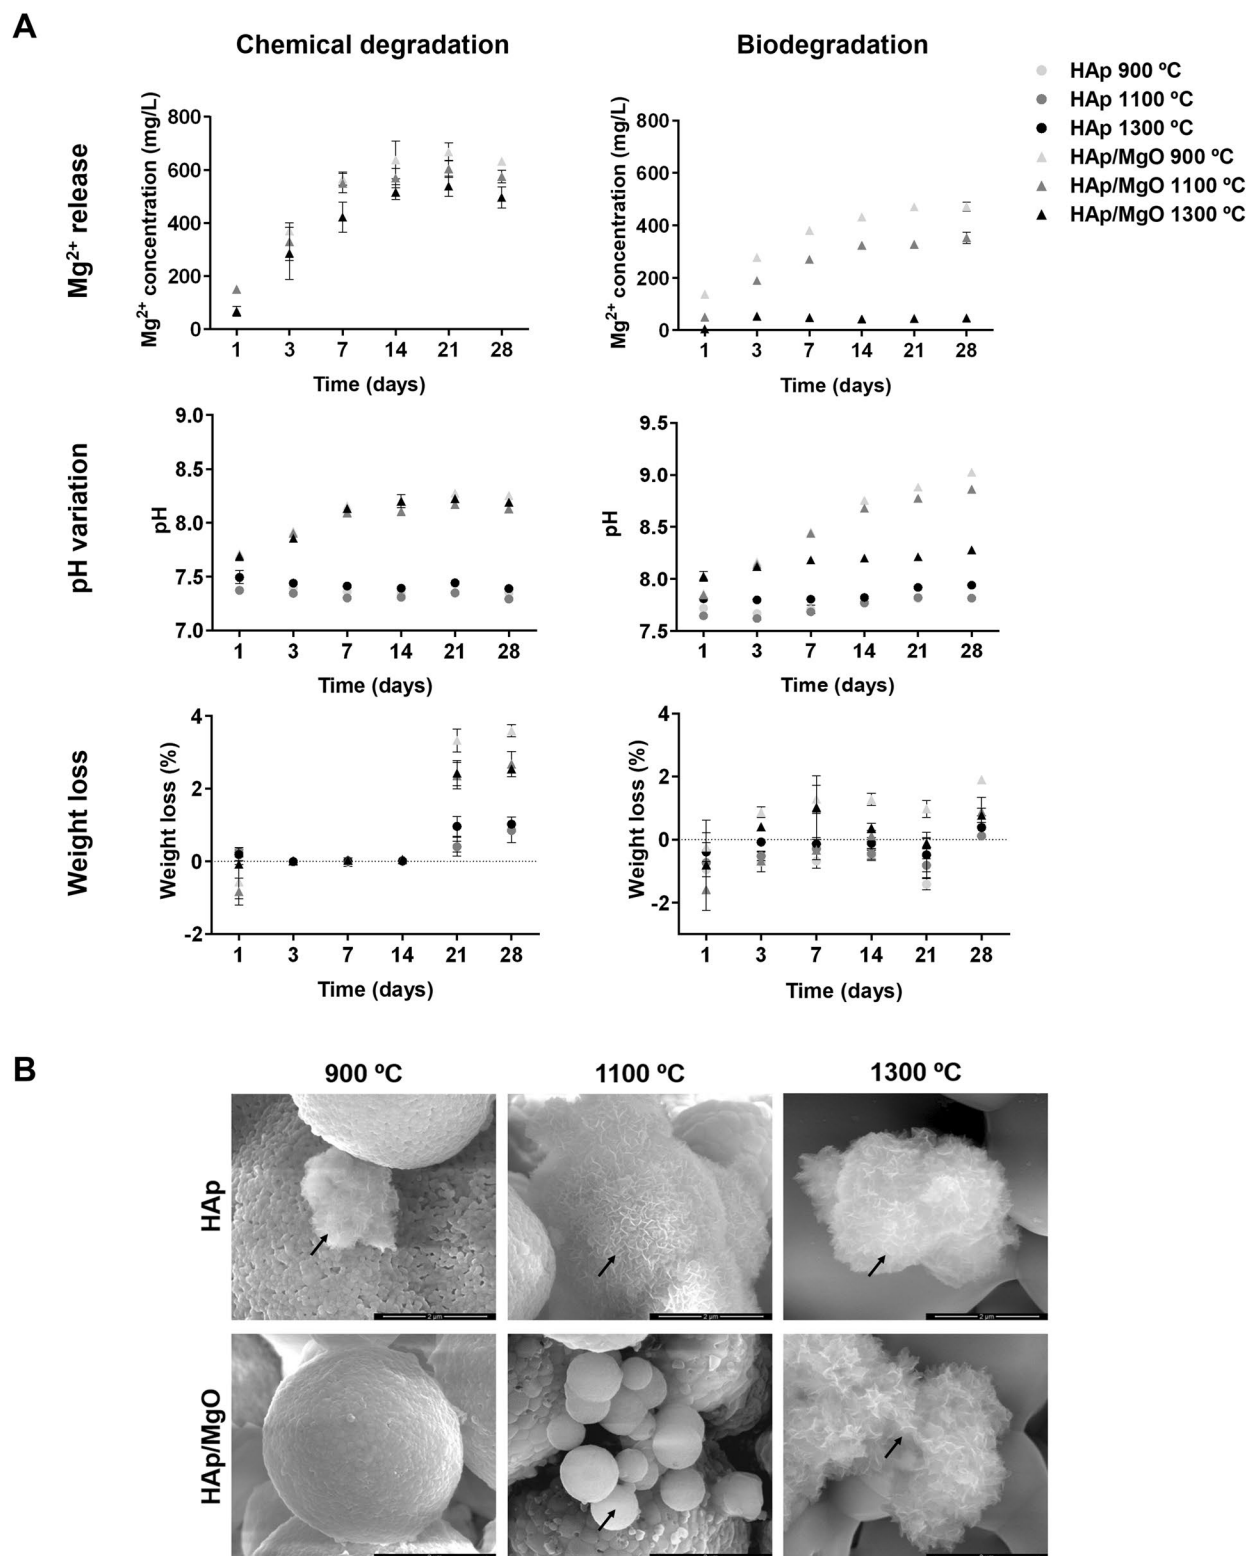 A
Chemical degradation
Biodegradation
HAp 900 ºC
HAp 1100 ºC
HAp 1300 ºC
HAp/MgO 900 ºC
HAp/MgO 1100 ºC
HAp/MgO 1300 ºC
Mg2+ release
Mg2+ concentration (mg/L)
800
600
400
200
0
1 3 7 14 21 28
Time (days)
Mg2+ concentration (mg/L)
800
600
400
200
0
1 3 7 14 21 28
Time (days)
pH variation
pH
9.0
8.5
8.0
7.5
7.0
1 3 7 14 21 28
Time (days)
pH
9.5
9.0
8.5
8.0
7.5
1 3 7 14 21 28
Time (days)
Weight loss
Weight loss (%)
4
2
0
-2
1 3 7 14 21 28
Time (days)
Weight loss (%)
4
2
0
-2
1 3 7 14 21 28
Time (days)
B
900 ºC
1100 ºC
1300 ºC
HAp
2 µm
2 µm
2 µm
HAp/MgO